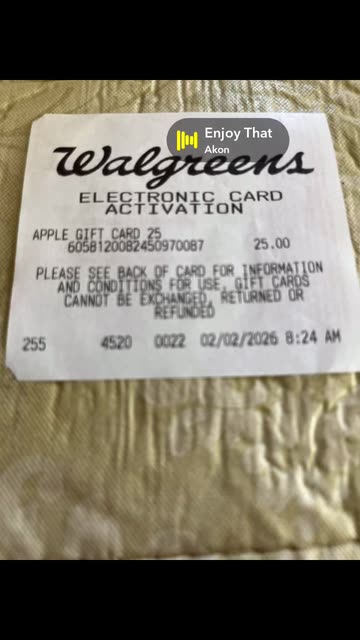 Enjoy That
Akon
Walgreens
ELECTRONIC CARD
ACTIVATION
APPLE GIFT CARD 25
6058120082450970087 25.00
PLEASE SEE BACK OF CARD FOR INFORMATION
AND CONDITIONS FOR USE, GIFT CARDS
CANNOT BE EXCHANGED, RETURNED OR
REFUNDED
255 4520 0022 02/02/2026 8:24 AM